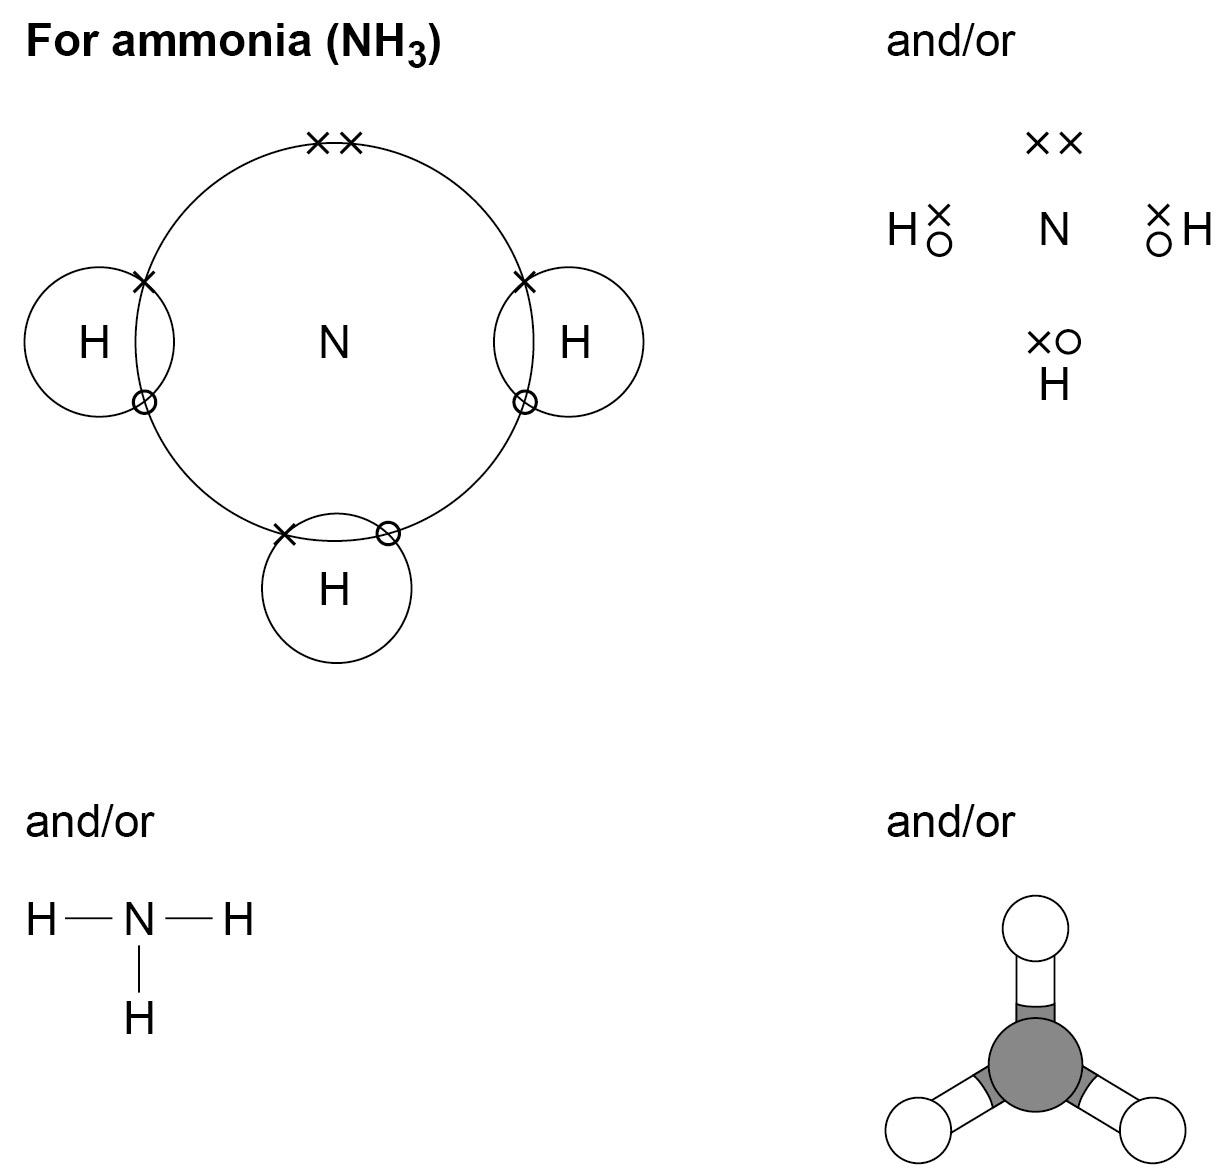 For ammonia (NH₃)
and/or
××
H × O N × O H
×O
H
H N H
H
and/or
H — N — H
H
and/or